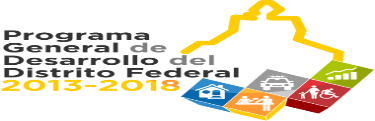 Programa
General de
Desarrollo del
Distrito Federal
2013-2018